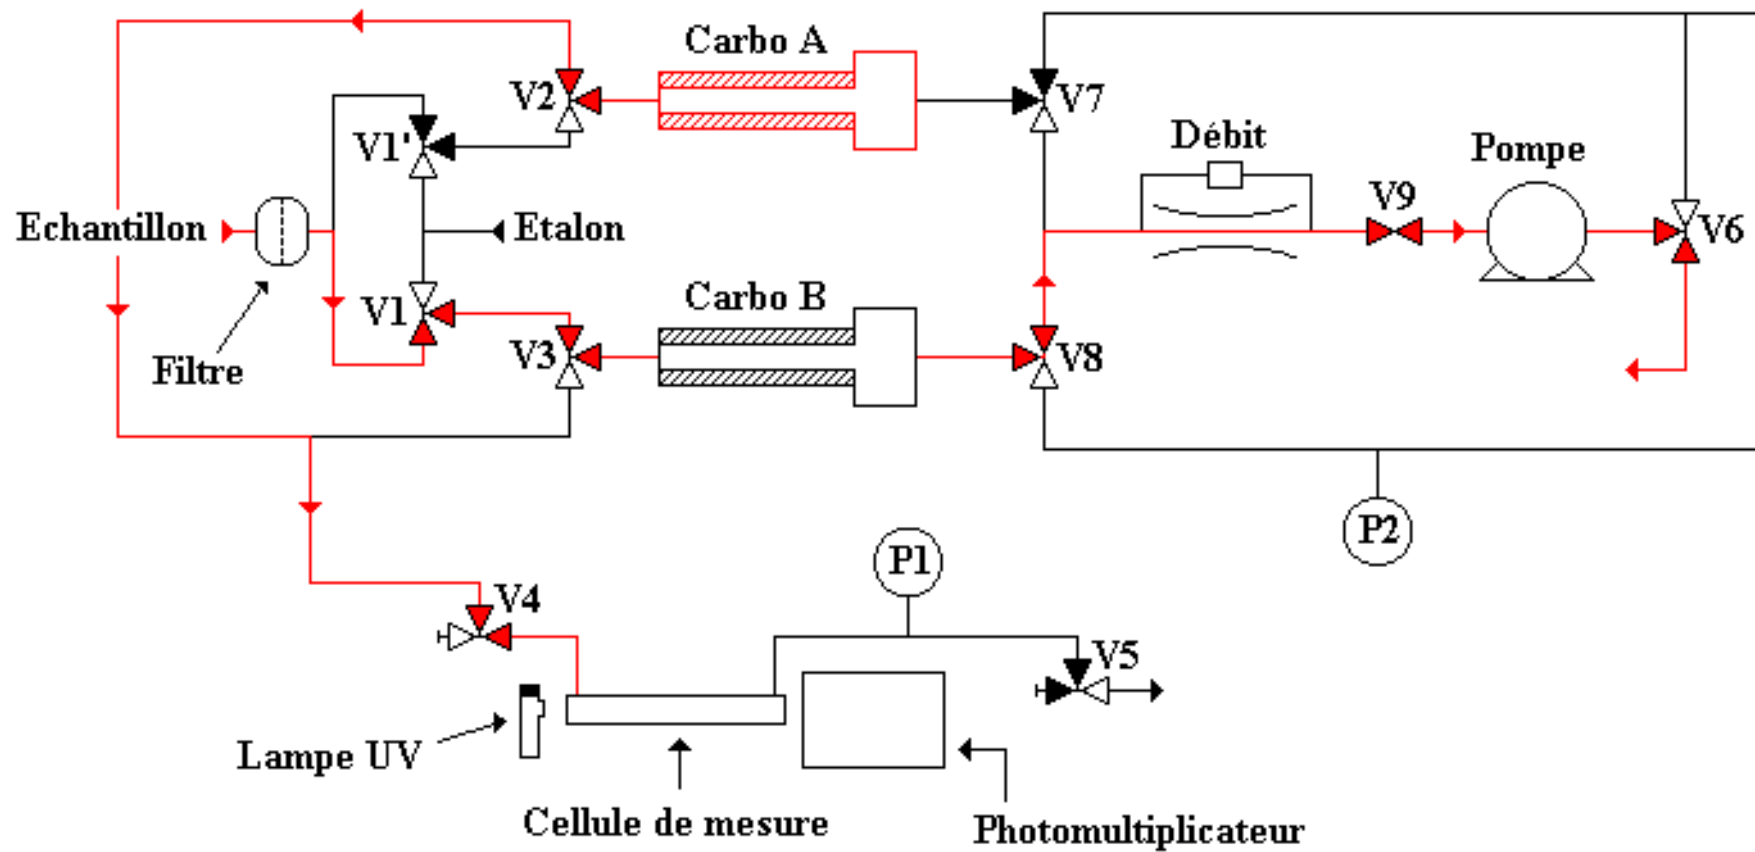 Carbo A
V2
V7
V1'
Débit
Pompe
V9
Echantillon
Etalon
V6
Carbo B
V1
V3
V8
Filtre
P2
P1
V4
V5
Lampe UV
Cellule de mesure
Photomultiplicateur